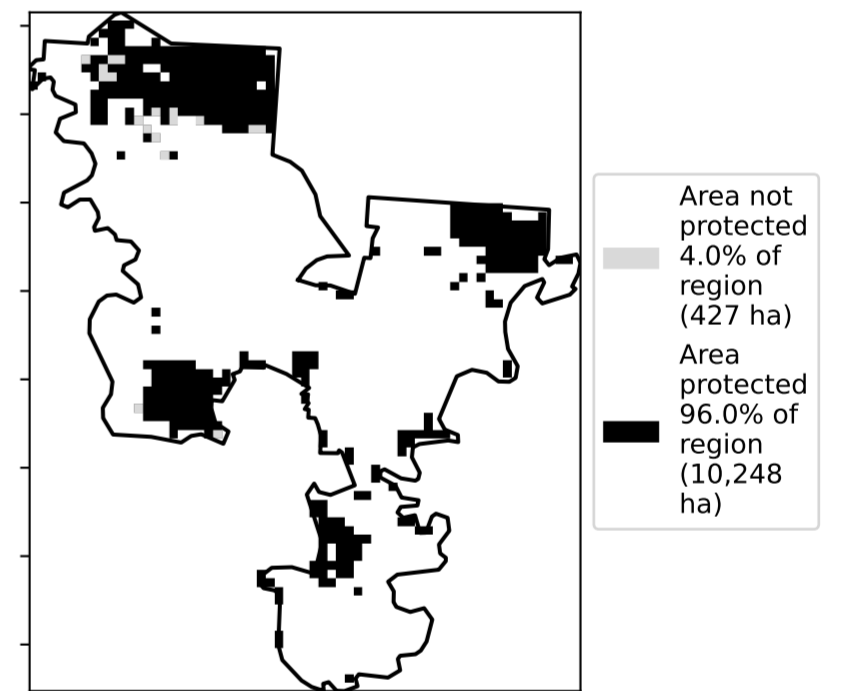 Area not
protected
4.0% of
region
(427 ha)
Area
protected
96.0% of
region
(10,248
ha)